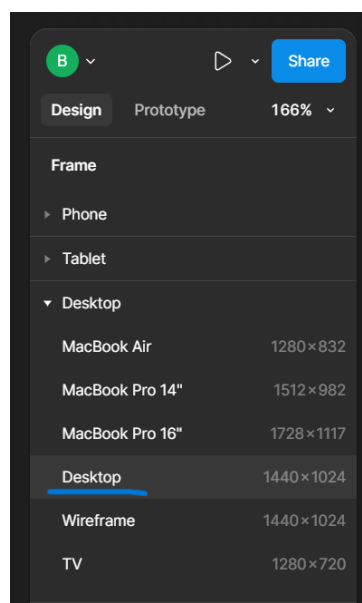 B
Share
Design Prototype 166%
Frame
Phone
Tablet
Desktop
MacBook Air 1280×832
MacBook Pro 14" 1512×982
MacBook Pro 16" 1728×1117
Desktop 1440×1024
Wireframe 1440×1024
TV 1280×720